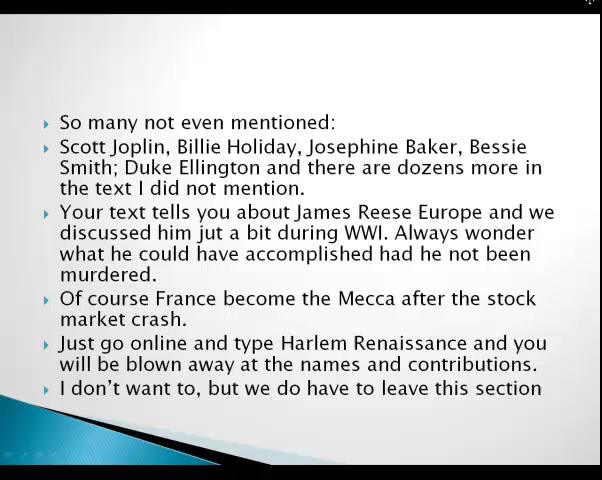 So many not even mentioned:
Scott Joplin, Billie Holiday, Josephine Baker, Bessie
Smith; Duke Ellington and there are dozens more in
the text I did not mention.
Your text tells you about James Reese Europe and we
discussed him jut a bit during WWI. Always wonder
what he could have accomplished had he not been
murdered.
Of course France become the Mecca after the stock
market crash.
Just go online and type Harlem Renaissance and you
will be blown away at the names and contributions.
I don't want to, but we do have to leave this section